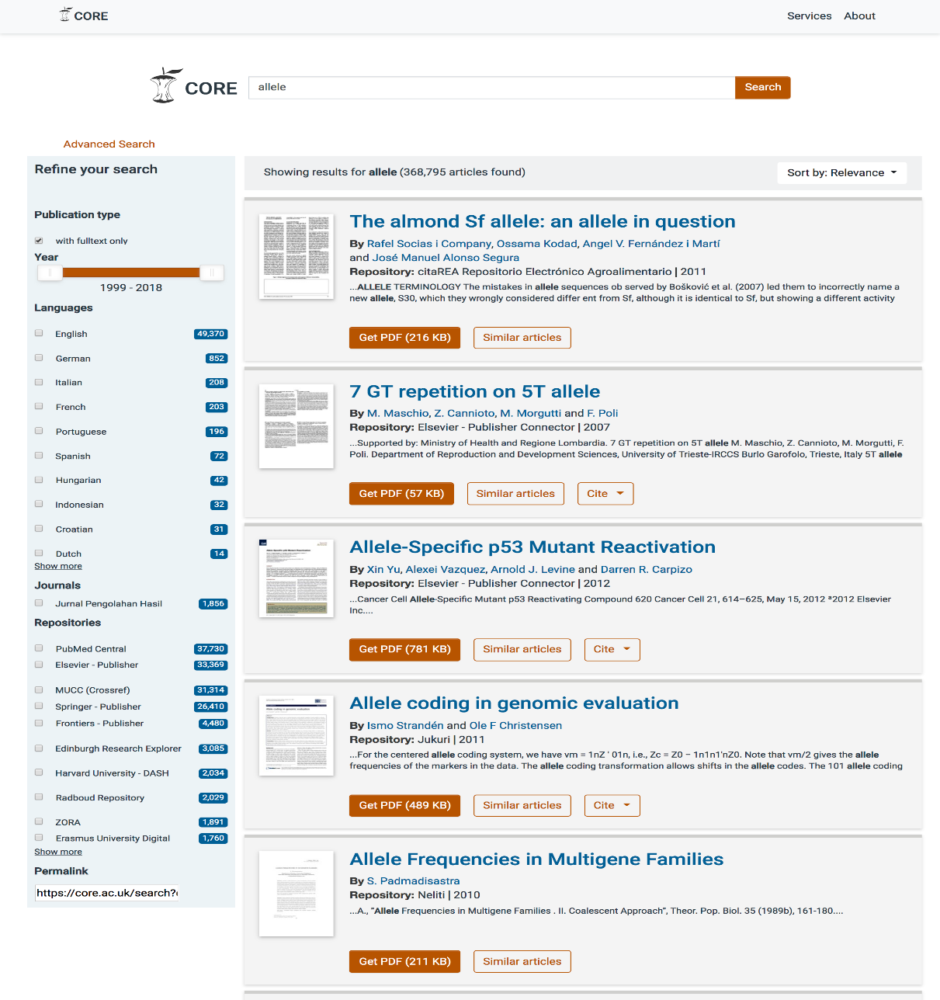 CORE
Services About
CORE
allele
Search
Advanced Search
Refine your search
Publication type
with fulltext only
Year
1999 - 2018
Languages
English 49,370
German 852
Italian 208
French 203
Portuguese 196
Spanish 72
Hungarian 42
Indonesian 32
Croatian 31
Dutch 14
Show more
Journals
Jurnal Pengolahan Hasil 1,856
Repositories
PubMed Central 37,730
Elsevier - Publisher 33,369
MUCC (Crossref) 31,314
Springer - Publisher 26,410
Frontiers - Publisher 4,480
Edinburgh Research Explorer 3,085
Harvard University - DASH 2,034
Radboud Repository 2,029
ZORA 1,891
Erasmus University Digital 1,760
Show more
Permalink
https://core.ac.uk/search?
Showing results for allele (368,795 articles found)
Sort by: Relevance
The almond Sf allele: an allele in question
By Rafel Socias i Company, Ossama Kodad, Angel V. Fernández i Martí
and José Manuel Alonso Segura
Repository: citaREA Repositorio Electrónico Agroalimentario | 2011
...ALLELE TERMINOLOGY The mistakes in allele sequences ob served by Bošković et al. (2007) led them to incorrectly name a
new allele, S30, which they wrongly considered differ ent from Sf, although it is identical to Sf, but showing a different activity
Get PDF (216 KB) Similar articles
7 GT repetition on 5T allele
By M. Maschio, Z. Cannioto, M. Morgutti and F. Poli
Repository: Elsevier - Publisher Connector | 2007
...Supported by: Ministry of Health and Regione Lombardia. 7 GT repetition on 5T allele M. Maschio, Z. Cannioto, M. Morgutti, F.
Poli. Department of Reproduction and Development Sciences, University of Trieste-IRCCS Burlo Garofolo, Trieste, Italy 5T allele
Get PDF (57 KB) Similar articles Cite
Allele-Specific p53 Mutant Reactivation
By Xin Yu, Alexei Vazquez, Arnold J. Levine and Darren R. Carpizo
Repository: Elsevier - Publisher Connector | 2012
...Cancer Cell Allele-Specific Mutant p53 Reactivating Compound 620 Cancer Cell 21, 614–625, May 15, 2012 ª2012 Elsevier
Inc....
Get PDF (781 KB) Similar articles Cite
Allele coding in genomic evaluation
By Ismo Strandén and Ole F Christensen
Repository: Jukuri | 2011
...For the centered allele coding system, we have vm = 1nZ ' 01n, i.e., Zc = Z0 − 1n1n1'nZ0. Note that vm/2 gives the allele
frequencies of the markers in the data. The allele coding transformation allows shifts in the allele codes. The 101 allele coding
Get PDF (489 KB) Similar articles Cite
Allele Frequencies in Multigene Families
By S. Padmadisastra
Repository: Neliti | 2010
...A., “Allele Frequencies in Multigene Families . II. Coalescent Approach”, Theor. Pop. Biol. 35 (1989b), 161-180....
Get PDF (211 KB) Similar articles